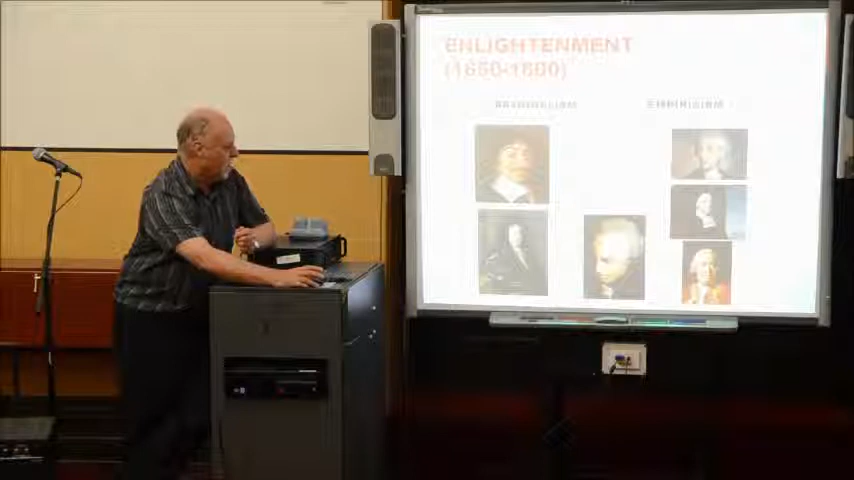 ENLIGHTENMENT
(1650-1800)
RATIONALISM
EMPIRICISM